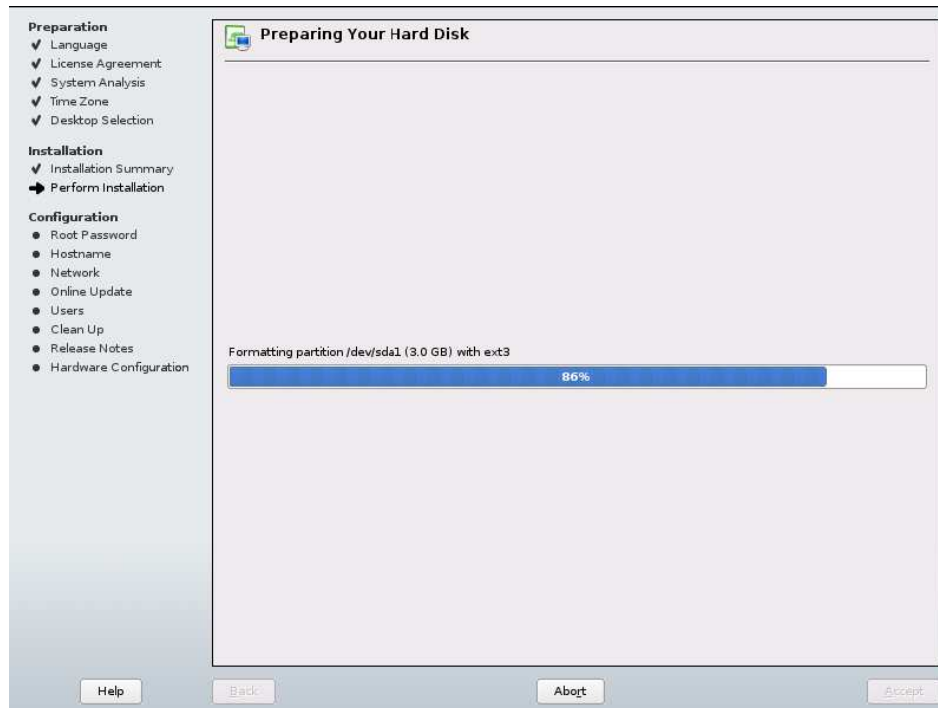 Preparation
Language
License Agreement
System Analysis
Time Zone
Desktop Selection
Installation
Installation Summary
Perform Installation
Configuration
Root Password
Hostname
Network
Online Update
Users
Clean Up
Release Notes
Hardware Configuration
Preparing Your Hard Disk
Formatting partition /dev/sda1 (3.0 GB) with ext3
86%
Help
Back
Abort
Accept